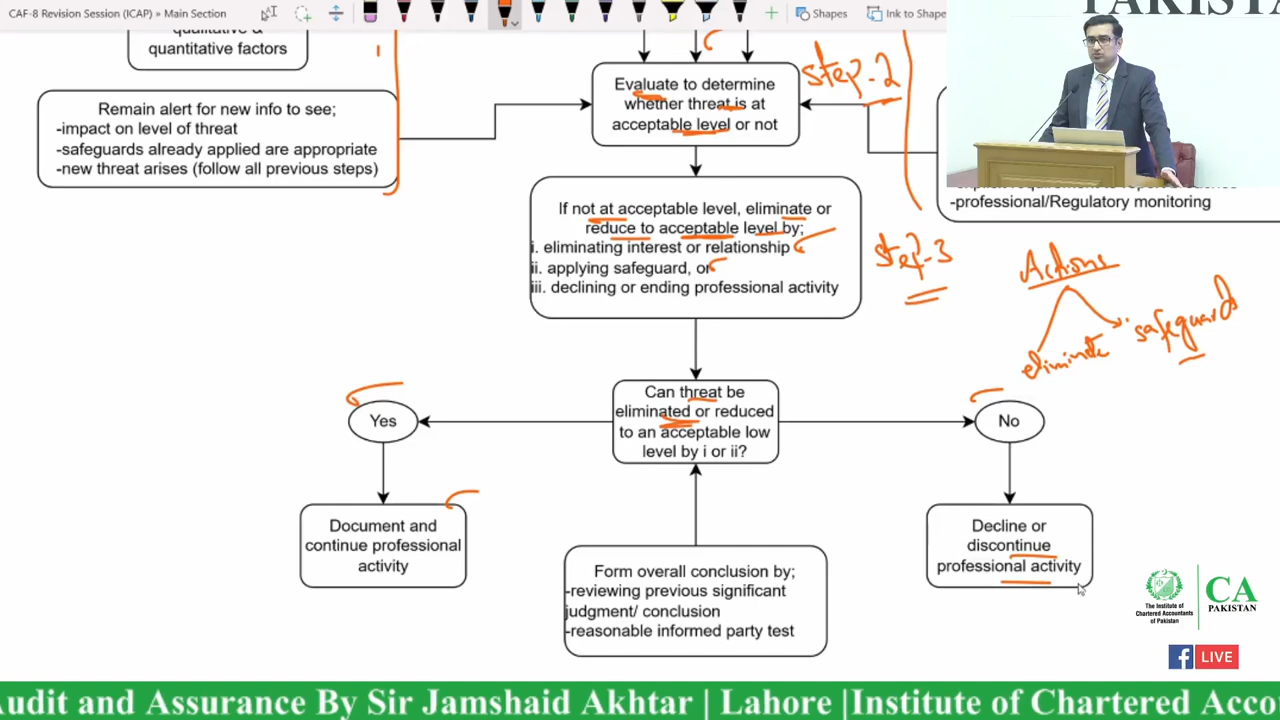 CAF-8 Revision Session (ICAP) » Main Section
Shapes
Ink to Shape
PAKIST
qualitative &
quantitative factors
Remain alert for new info to see;
-impact on level of threat
-safeguards already applied are appropriate
-new threat arises (follow all previous steps)
Evaluate to determine
whether threat is at
acceptable level or not
step-2
-professional/Regulatory monitoring
If not at acceptable level, eliminate or
reduce to acceptable level by;
i. eliminating interest or relationship
ii. applying safeguard, or
iii. declining or ending professional activity
step-3
Actions
eliminate
safeguards
Can threat be
eliminated or reduced
to an acceptable low
level by i or ii?
Yes
No
Document and
continue professional
activity
Decline or
discontinue
professional activity
Form overall conclusion by;
-reviewing previous significant
judgment/ conclusion
-reasonable informed party test
The Institute of
Chartered Accountants
of Pakistan
CA
PAKISTAN
f LIVE
Audit and Assurance By Sir Jamshaid Akhtar | Lahore |Institute of Chartered Acco